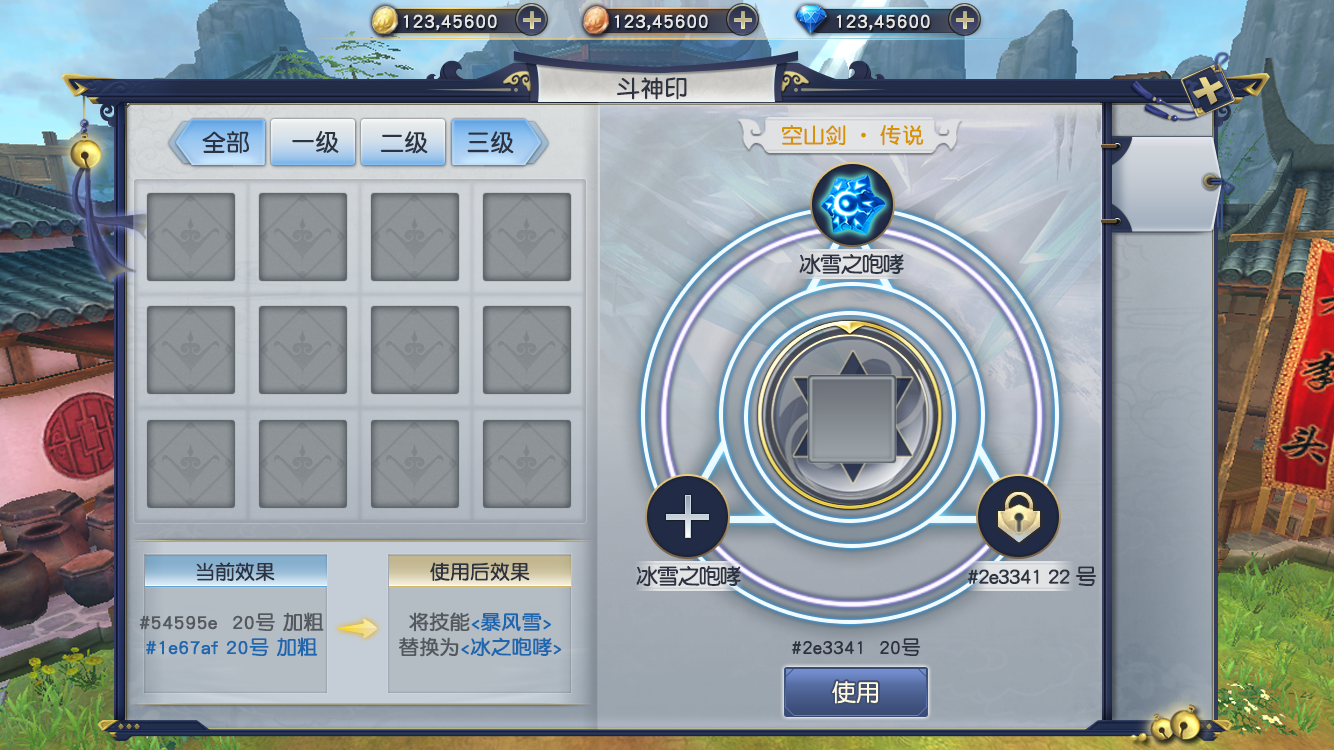 123,45600
123,45600
123,45600
斗神印
全部
一级
二级
三级
空山剑 · 传说
冰雪之咆哮
冰雪之咆哮
#2e3341 22 号
当前效果
#54595e 20号 加粗
#1e67af 20号 加粗
使用后效果
将技能<暴风雪>
替换为<冰之咆哮>
#2e3341 20号
使用
李
头